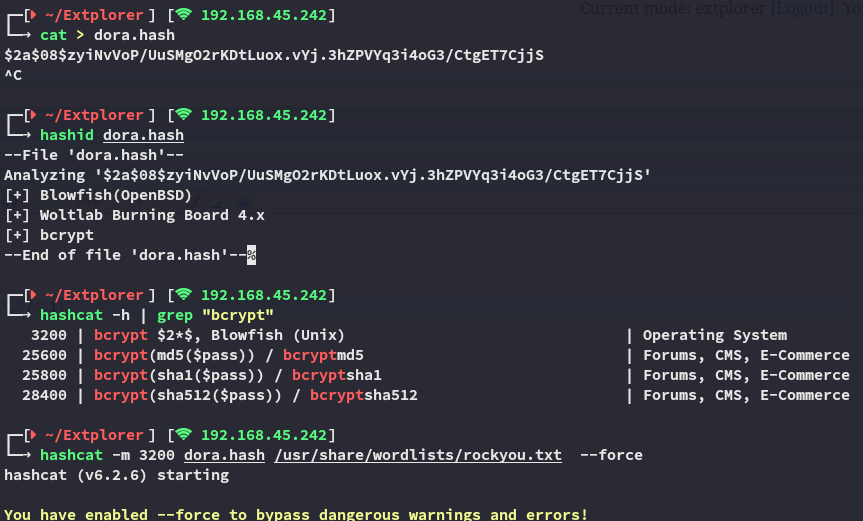 Current mode: extplorer [Logout]. Yo
┌─[ ~/Extplorer ] [ 192.168.45.242]
└─→ cat > dora.hash
$2a$08$zyiNvVoP/UuSMgO2rKDtLuox.vYj.3hZPVYq3i4oG3/CtgET7CjjS
^C
┌─[ ~/Extplorer ] [ 192.168.45.242]
└─→ hashid dora.hash
--File 'dora.hash'--
Analyzing '$2a$08$zyiNvVoP/UuSMgO2rKDtLuox.vYj.3hZPVYq3i4oG3/CtgET7CjjS'
[+] Blowfish(OpenBSD)
[+] Woltlab Burning Board 4.x
[+] bcrypt
--End of file 'dora.hash'--%
┌─[ ~/Extplorer ] [ 192.168.45.242]
└─→ hashcat -h | grep "bcrypt"
3200 | bcrypt $2*$, Blowfish (Unix) | Operating System
25600 | bcrypt(md5($pass)) / bcryptmd5 | Forums, CMS, E-Commerce
25800 | bcrypt(sha1($pass)) / bcryptsha1 | Forums, CMS, E-Commerce
28400 | bcrypt(sha512($pass)) / bcryptsha512 | Forums, CMS, E-Commerce
┌─[ ~/Extplorer ] [ 192.168.45.242]
└─→ hashcat -m 3200 dora.hash /usr/share/wordlists/rockyou.txt --force
hashcat (v6.2.6) starting
You have enabled --force to bypass dangerous warnings and errors!